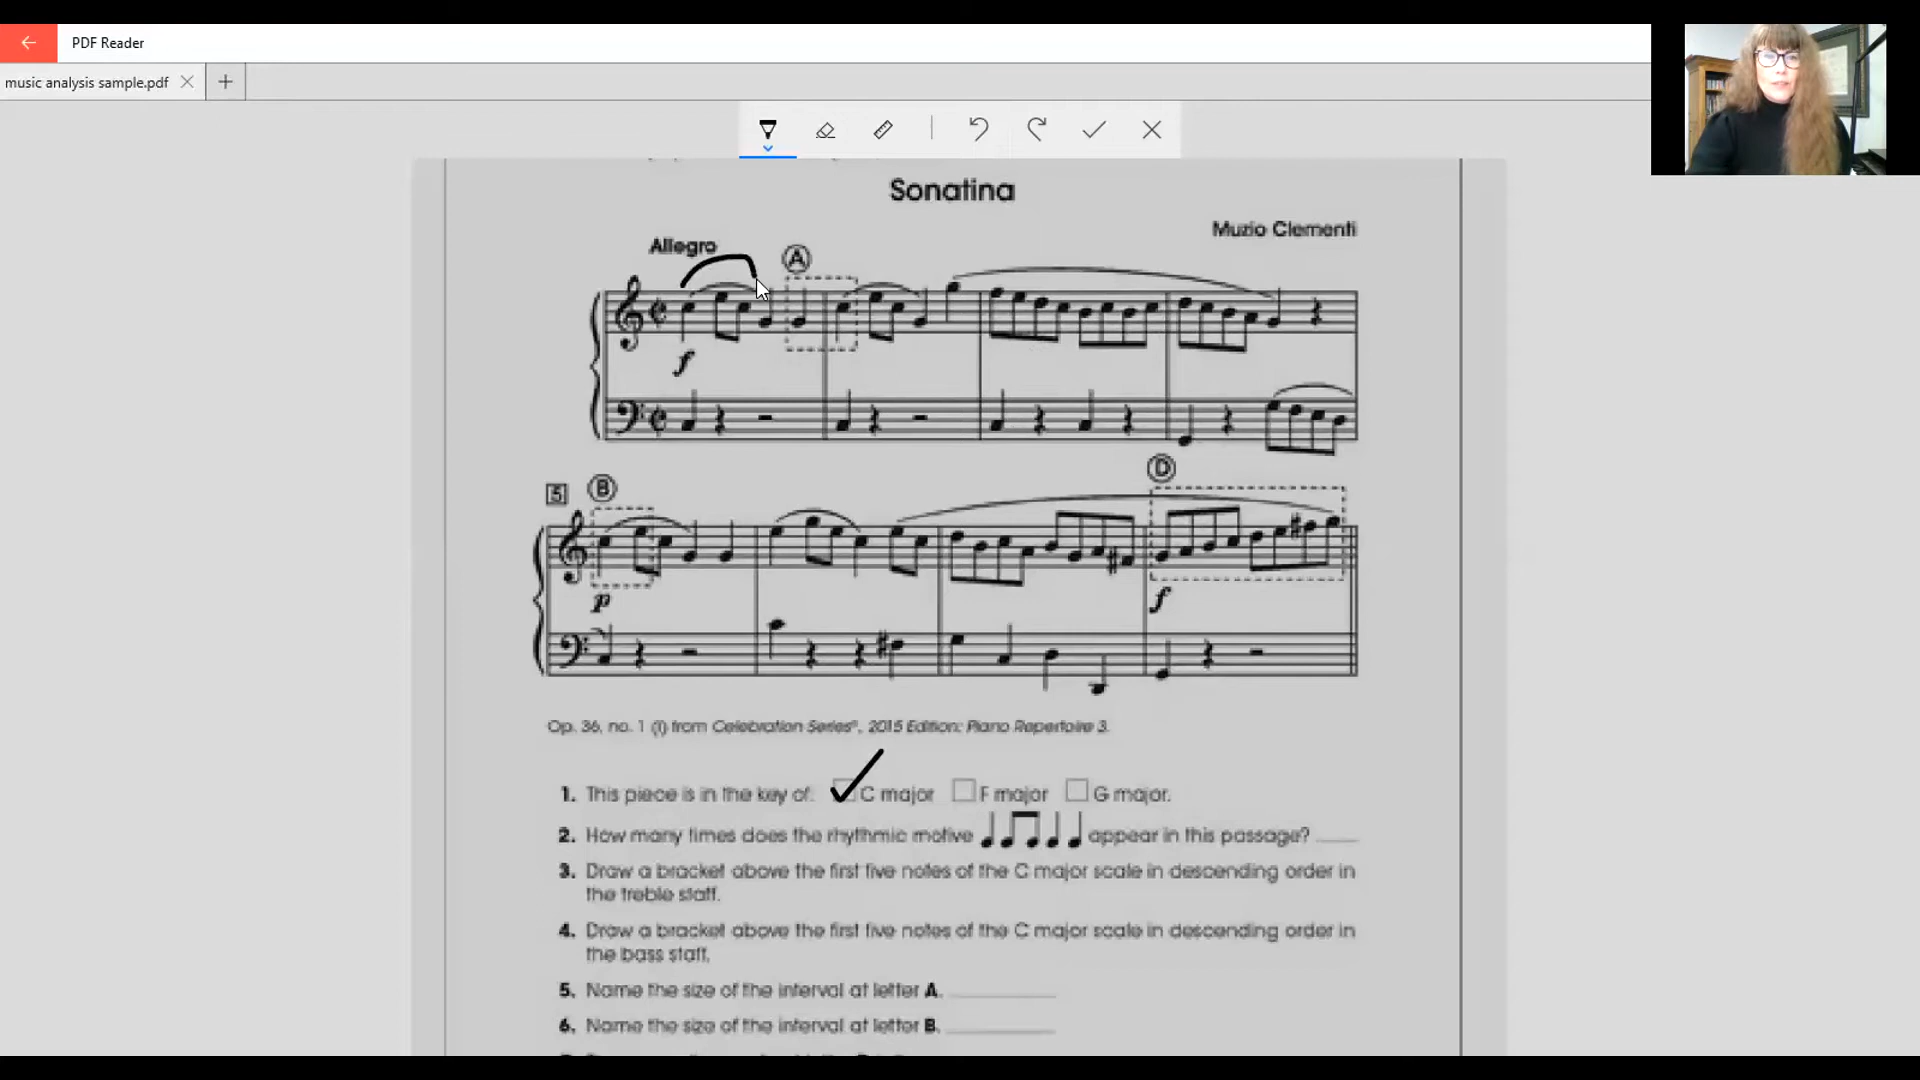 PDF Reader
music analysis sample.pdf
Sonatina
Muzio Clementi
Allegro
A
f
D
5
B
p
f
Op. 36, no. 1 (I) from Celebration Series®, 2015 Edition: Piano Repertoire 3.
1. This piece is in the key of: C major F major G major.
2. How many times does the rhythmic motive appear in this passage? ____
3. Draw a bracket above the first five notes of the C major scale in descending order in
the treble staff.
4. Draw a bracket above the first five notes of the C major scale in descending order in
the bass staff.
5. Name the size of the interval at letter A. ____
6. Name the size of the interval at letter B. ____